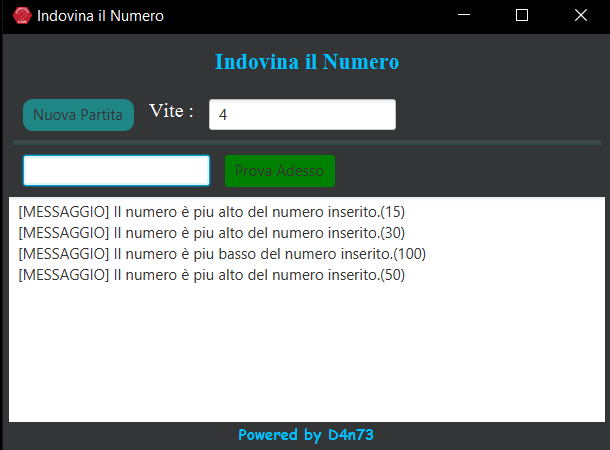 Indovina il Numero
Indovina il Numero
Nuova Partita Vite : 4
Prova Adesso
[MESSAGGIO] Il numero è piu alto del numero inserito.(15)
[MESSAGGIO] Il numero è piu alto del numero inserito.(30)
[MESSAGGIO] Il numero è piu basso del numero inserito.(100)
[MESSAGGIO] Il numero è piu alto del numero inserito.(50)
Powered by D4n73